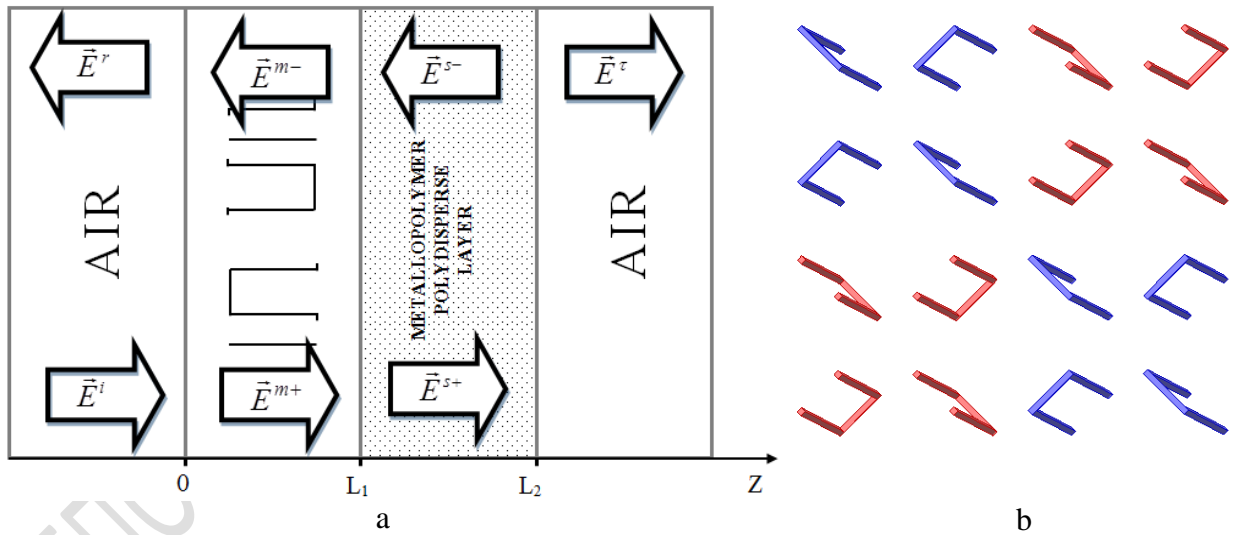 E⃗ʳ E⃗ᵐ⁻ E⃗ˢ⁻ E⃗^τ
AIR
METALLOPOLYMER
POLYDISPERSE
LAYER
AIR
E⃗ⁱ E⃗ᵐ⁺ E⃗ˢ⁺
0 L₁ L₂ Z
a b